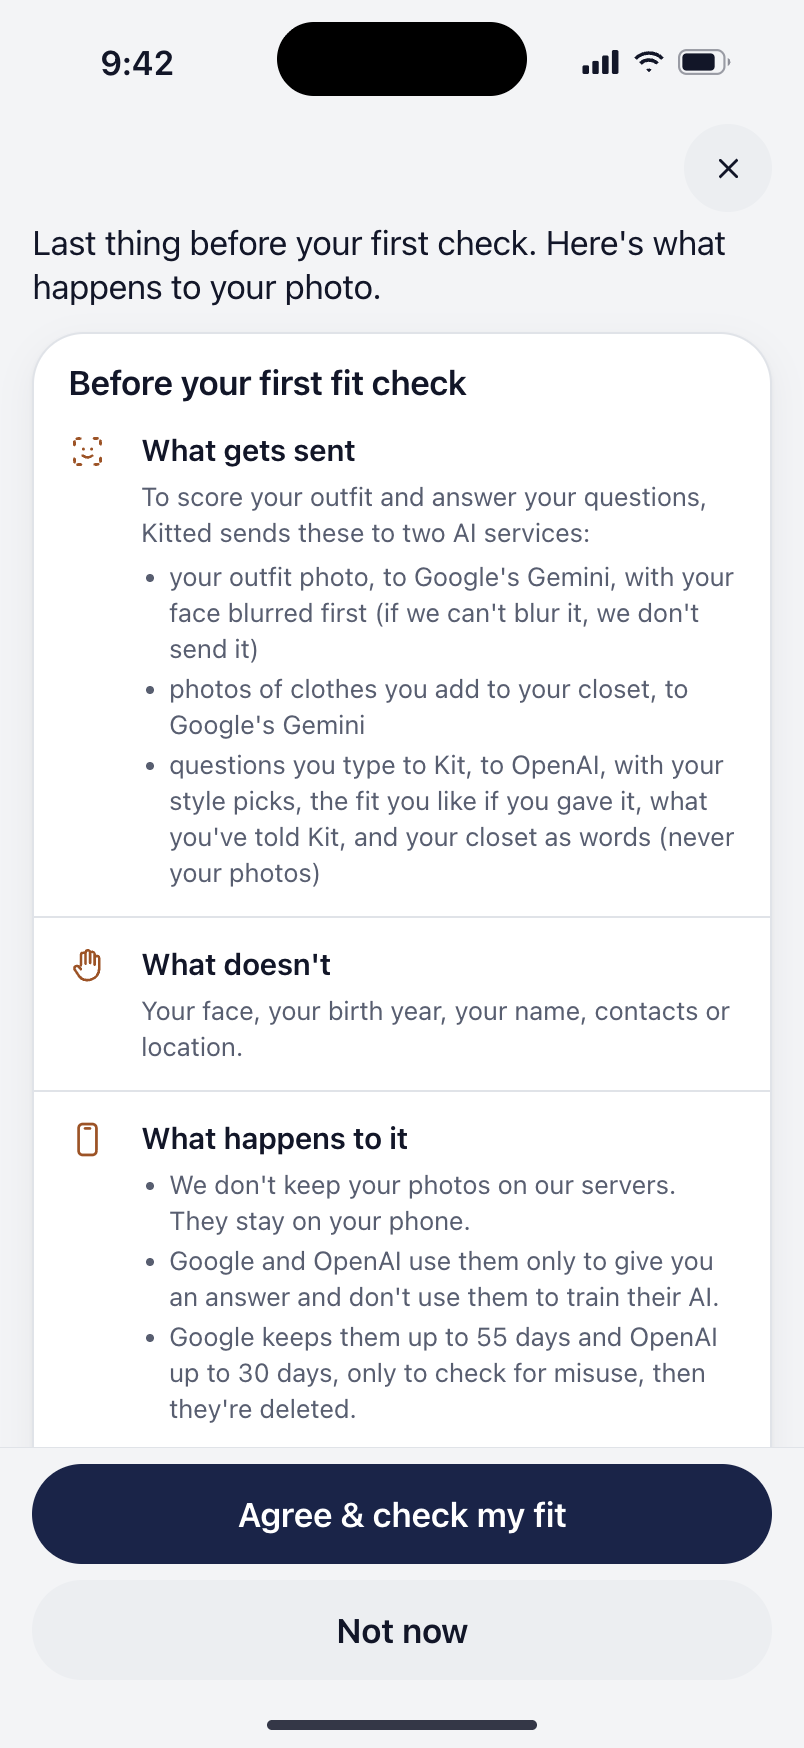 9:42
Last thing before your first check. Here's what
happens to your photo.
Before your first fit check
What gets sent
To score your outfit and answer your questions,
Kitted sends these to two AI services:
• your outfit photo, to Google's Gemini, with your
face blurred first (if we can't blur it, we don't
send it)
• photos of clothes you add to your closet, to
Google's Gemini
• questions you type to Kit, to OpenAI, with your
style picks, the fit you like if you gave it, what
you've told Kit, and your closet as words (never
your photos)
What doesn't
Your face, your birth year, your name, contacts or
location.
What happens to it
• We don't keep your photos on our servers.
They stay on your phone.
• Google and OpenAI use them only to give you
an answer and don't use them to train their AI.
• Google keeps them up to 55 days and OpenAI
up to 30 days, only to check for misuse, then
they're deleted.
Agree & check my fit
Not now